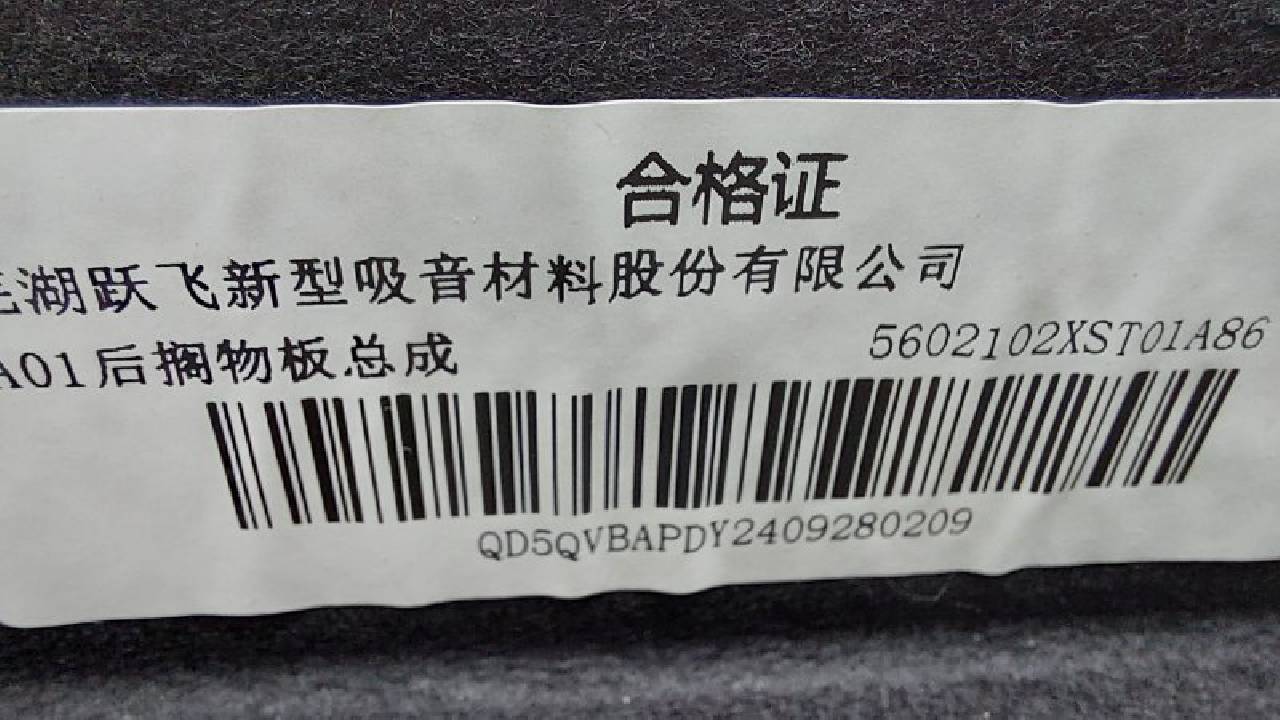 合格证
湖跃飞新型吸音材料股份有限公司
A01后搁物板总成 5602102XST01A86
QD5QVBAPDY2409280209